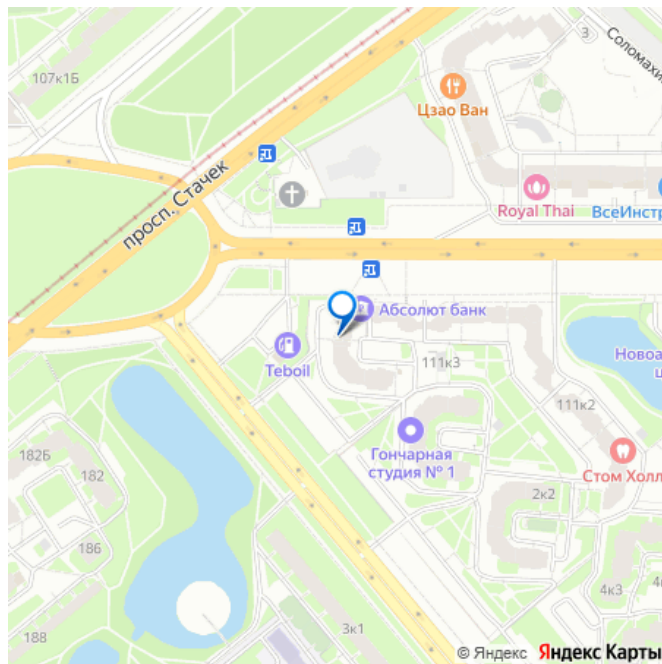 3
107к1Б
Соломахи
Цзао Ван
просп. Стачек
Royal Thai
ВсеИнстр
Абсолют банк
Teboil
111к3
Новоа
ц
111к2
Гончарная
студия № 1
182Б
182
Стом Холл
2к2
186
4к3
4к
188
3к1
© Яндекс Яндекс Карты